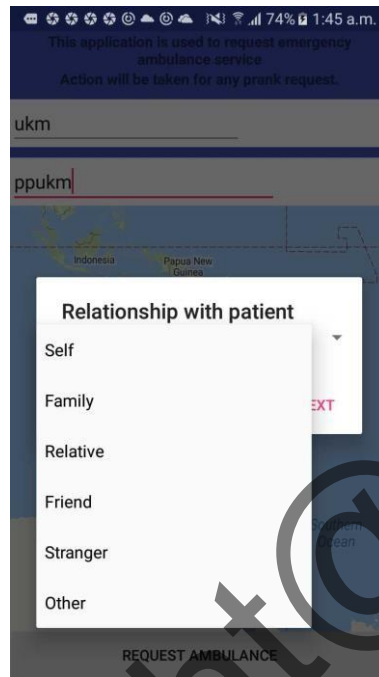 74% 1:45 a.m.
This application is used to request emergency
ambulance service
Action will be taken for any prank request.
ukm
ppukm
Indonesia
Papua New
Guinea
Relationship with patient
Self
Family
EXT
Relative
Friend
Southern
Ocean
Stranger
Other
REQUEST AMBULANCE